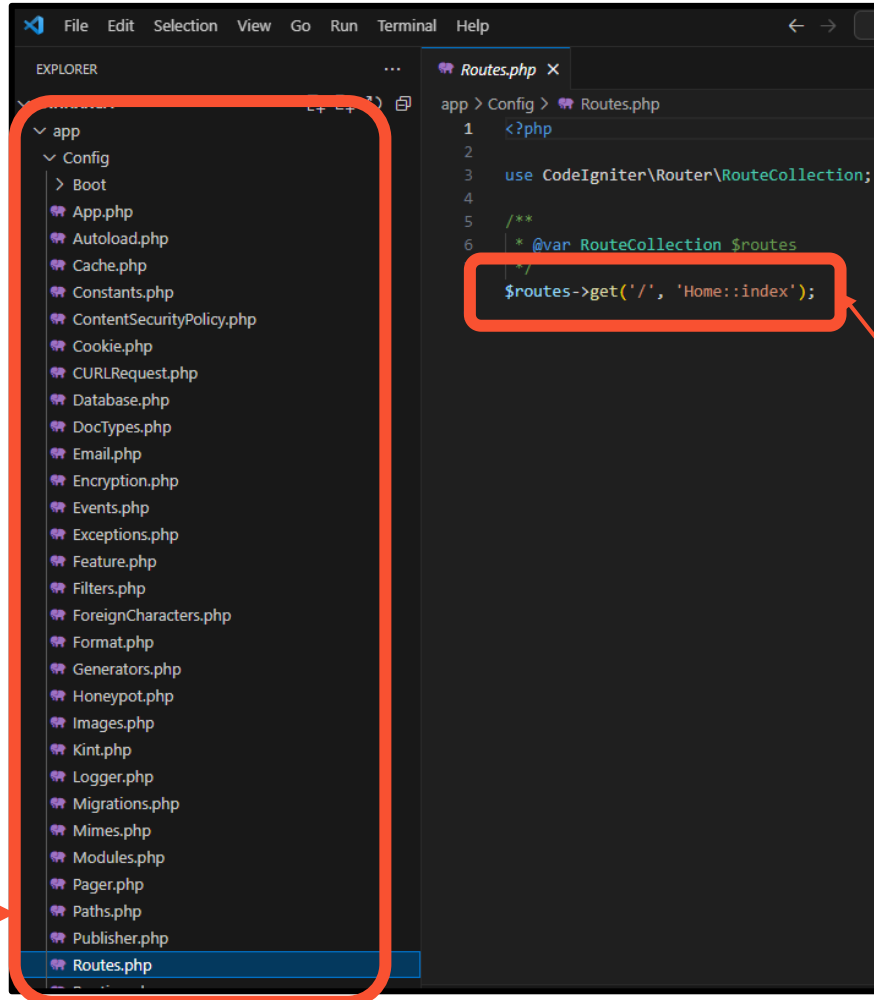 File Edit Selection View Go Run Terminal Help
EXPLORER
app
Config
Boot
App.php
Autoload.php
Cache.php
Constants.php
ContentSecurityPolicy.php
Cookie.php
CURLRequest.php
Database.php
DocTypes.php
Email.php
Encryption.php
Events.php
Exceptions.php
Feature.php
Filters.php
ForeignCharacters.php
Format.php
Generators.php
Honeypot.php
Images.php
Kint.php
Logger.php
Migrations.php
Mimes.php
Modules.php
Pager.php
Paths.php
Publisher.php
Routes.php
Routes.php
app > Config > Routes.php
1 <?php
2
3 use CodeIgniter\Router\RouteCollection;
4
5 /**
6 * @var RouteCollection $routes
*/
$routes->get('/', 'Home::index');